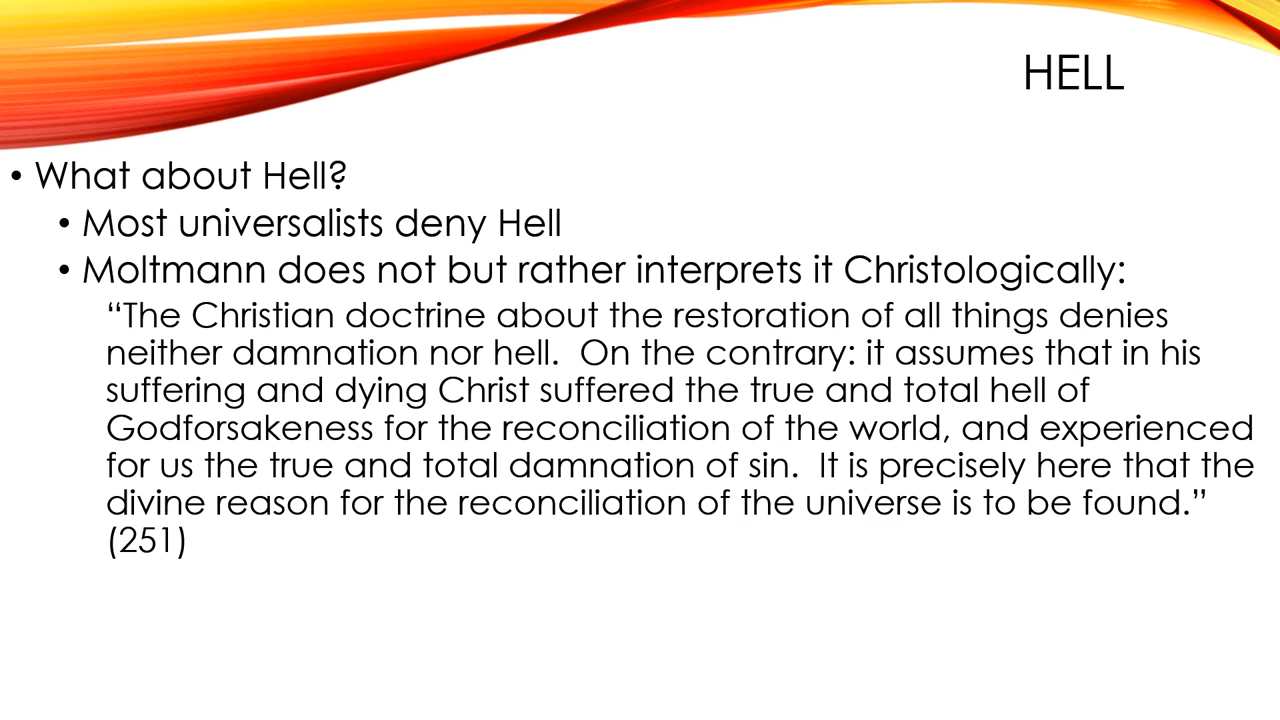 HELL
• What about Hell?
• Most universalists deny Hell
• Moltmann does not but rather interprets it Christologically:
“The Christian doctrine about the restoration of all things denies
neither damnation nor hell.  On the contrary: it assumes that in his
suffering and dying Christ suffered the true and total hell of
Godforsakeness for the reconciliation of the world, and experienced
for us the true and total damnation of sin.  It is precisely here that the
divine reason for the reconciliation of the universe is to be found.”
(251)